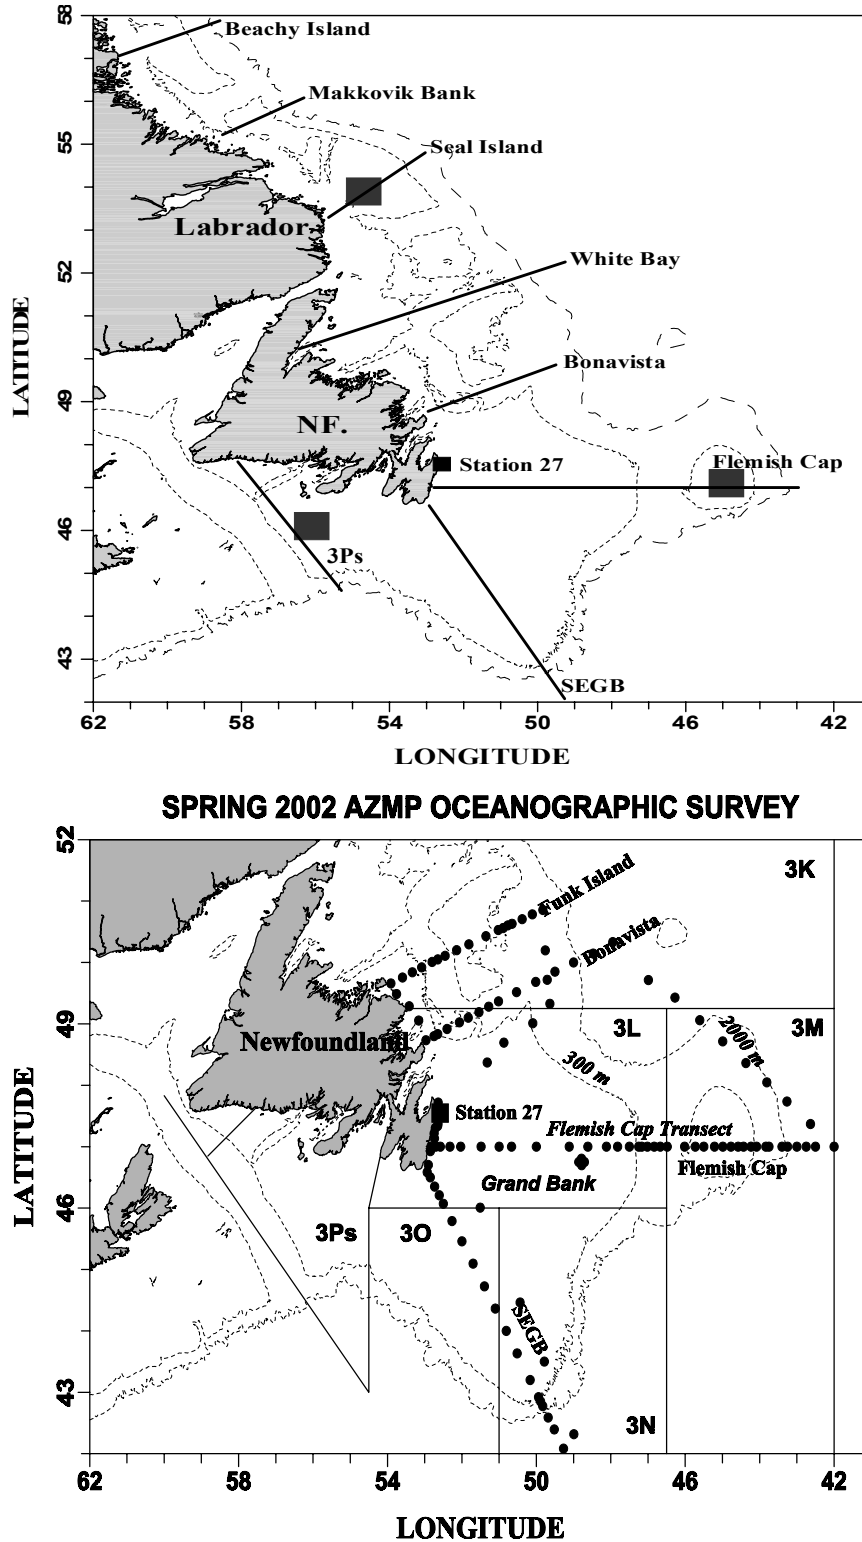 58
Beachy Island
Makkovik Bank
55
Seal Island
Labrador
White Bay
52
LATITUDE
Bonavista
49
NF.
Station 27
Flemish Cap
46
3Ps
43
SEGB
62 58 54 50 46 42
LONGITUDE
SPRING 2002 AZMP OCEANOGRAPHIC SURVEY
52
3K
Funk Island
Bonavista
49
Newfoundland
3L
3M
2000 m
300 m
Station 27
Flemish Cap Transect
Flemish Cap
LATITUDE
Grand Bank
46
3Ps
3O
SEGB
43
3N
62 58 54 50 46 42
LONGITUDE